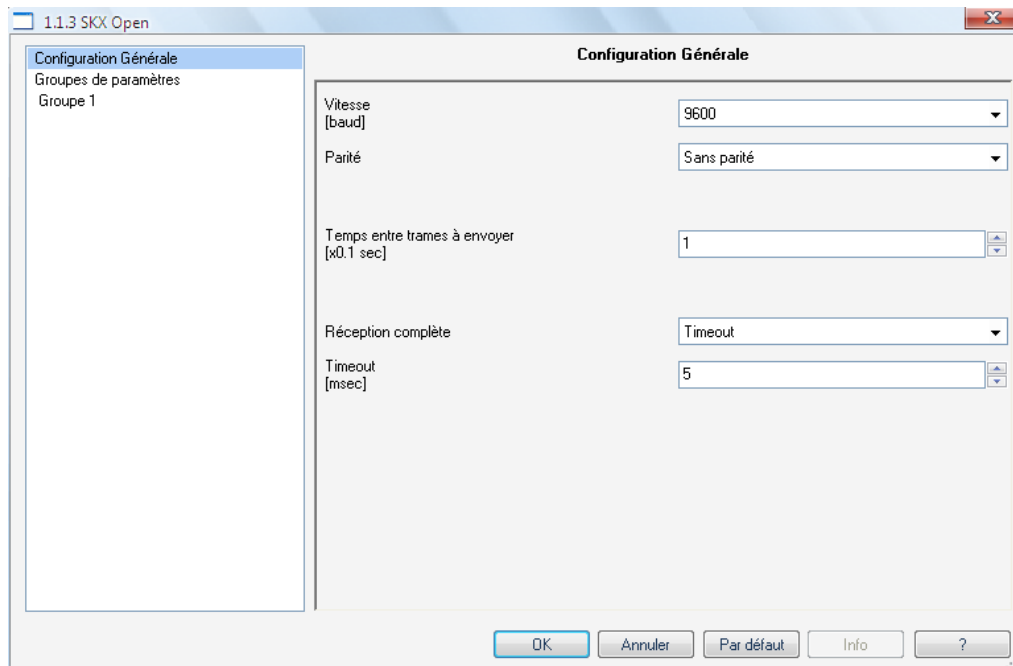 1.1.3 SKX Open
Configuration Générale
Groupes de paramètres
Groupe 1
Configuration Générale
Vitesse
[baud]
9600
Parité
Sans parité
Temps entre trames à envoyer
[x0.1 sec]
1
Réception complète
Timeout
Timeout
[msec]
5
OK
Annuler
Par défaut
Info
?